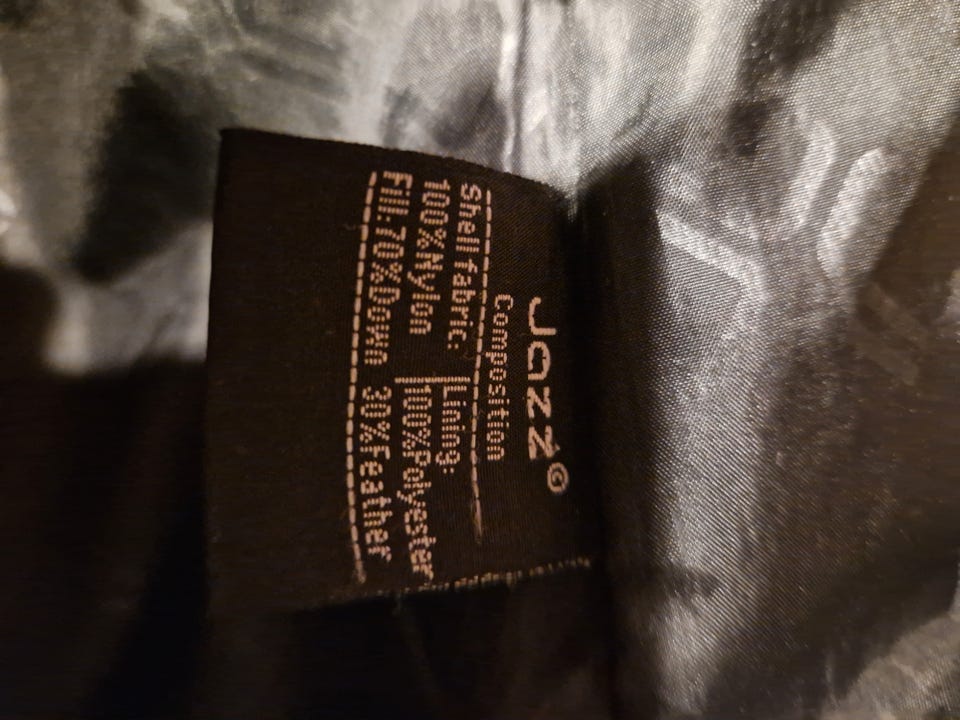 Jazz©
Composition
Shell fabric: Lining:
100%Nylon 100%Polyester
Fill:70%Down 30%Feather